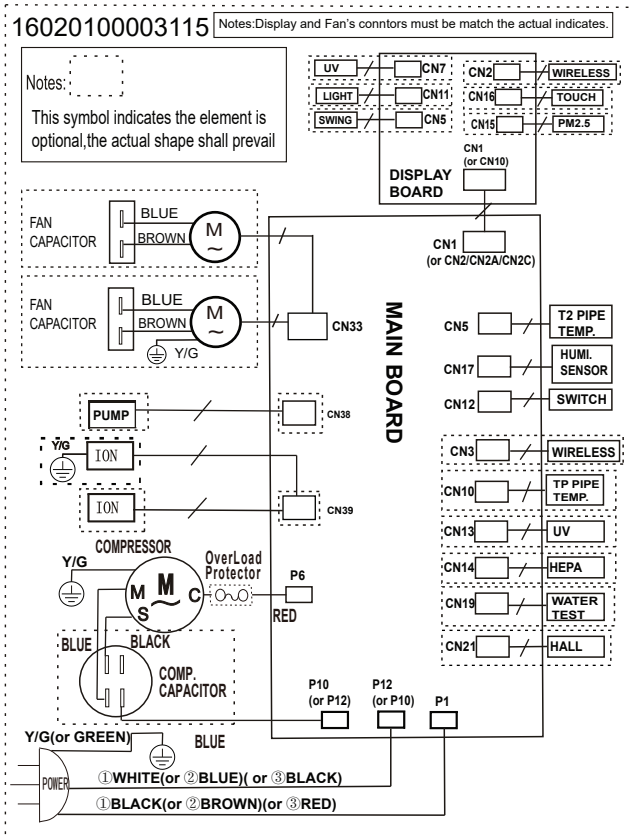 16020100003115
Notes:Display and Fan's conntors must be match the actual indicates.
Notes:
This symbol indicates the element is
optional,the actual shape shall prevail
UV
CN7
LIGHT
CN11
SWING
CN5
CN2
WIRELESS
CN16
TOUCH
CN15
PM2.5
CN1
(or CN10)
DISPLAY
BOARD
CN1
(or CN2/CN2A/CN2C)
FAN
CAPACITOR
BLUE
BROWN
M
~
FAN
CAPACITOR
BLUE
BROWN
Y/G
M
~
CN33
MAIN BOARD
CN5
T2 PIPE
TEMP.
CN17
HUMI.
SENSOR
CN12
SWITCH
PUMP
CN38
Y/G
ION
ION
CN39
CN3
WIRELESS
CN10
TP PIPE
TEMP.
CN13
UV
CN14
HEPA
CN19
WATER
TEST
CN21
HALL
COMPRESSOR
Y/G
M
M
~
S
C
OverLoad
Protector
P6
RED
BLUE
BLACK
COMP.
CAPACITOR
P10
(or P12)
P12
(or P10)
P1
Y/G(or GREEN)
BLUE
POWER
①WHITE(or ②BLUE)( or ③BLACK)
①BLACK(or ②BROWN)(or ③RED)